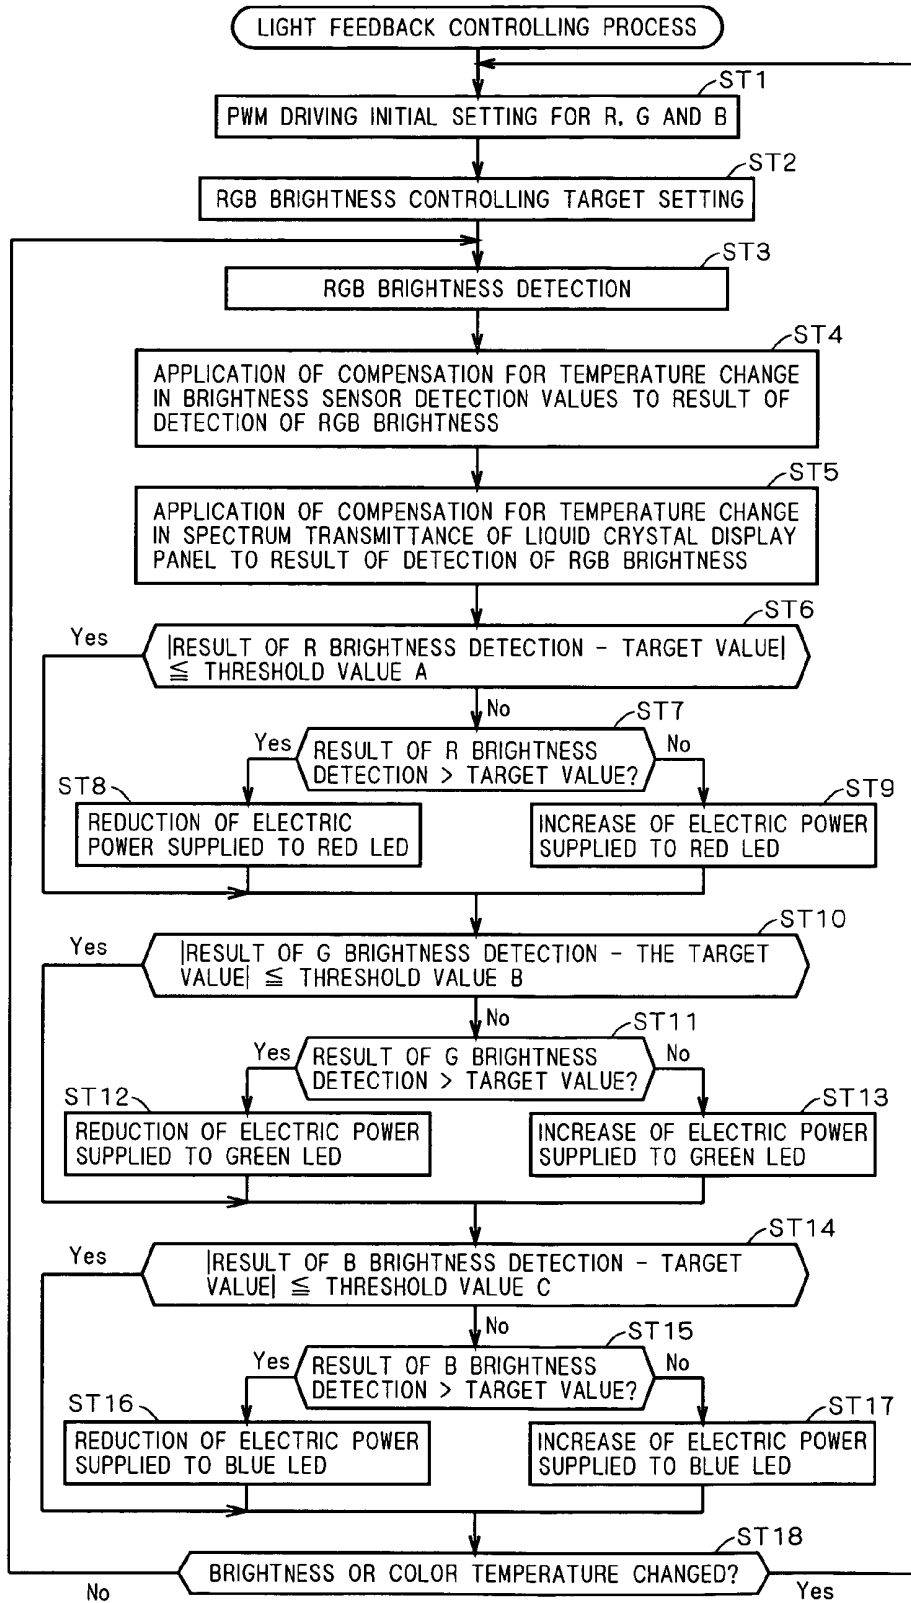 LIGHT FEEDBACK CONTROLLING PROCESS
ST1
PWM DRIVING INITIAL SETTING FOR R, G AND B
ST2
RGB BRIGHTNESS CONTROLLING TARGET SETTING
ST3
RGB BRIGHTNESS DETECTION
ST4
APPLICATION OF COMPENSATION FOR TEMPERATURE CHANGE
IN BRIGHTNESS SENSOR DETECTION VALUES TO RESULT OF
DETECTION OF RGB BRIGHTNESS
ST5
APPLICATION OF COMPENSATION FOR TEMPERATURE CHANGE
IN SPECTRUM TRANSMITTANCE OF LIQUID CRYSTAL DISPLAY
PANEL TO RESULT OF DETECTION OF RGB BRIGHTNESS
ST6
Yes
|RESULT OF R BRIGHTNESS DETECTION - TARGET VALUE|
≦ THRESHOLD VALUE A
No
ST7
Yes
RESULT OF R BRIGHTNESS
DETECTION > TARGET VALUE?
No
ST8
REDUCTION OF ELECTRIC
POWER SUPPLIED TO RED LED
ST9
INCREASE OF ELECTRIC POWER
SUPPLIED TO RED LED
ST10
Yes
|RESULT OF G BRIGHTNESS DETECTION - THE TARGET
VALUE| ≦ THRESHOLD VALUE B
No
ST11
Yes
RESULT OF G BRIGHTNESS
DETECTION > TARGET VALUE?
No
ST12
REDUCTION OF ELECTRIC POWER
SUPPLIED TO GREEN LED
ST13
INCREASE OF ELECTRIC POWER
SUPPLIED TO GREEN LED
ST14
Yes
|RESULT OF B BRIGHTNESS DETECTION - TARGET
VALUE| ≦ THRESHOLD VALUE C
No
ST15
Yes
RESULT OF B BRIGHTNESS
DETECTION > TARGET VALUE?
No
ST16
REDUCTION OF ELECTRIC POWER
SUPPLIED TO BLUE LED
ST17
INCREASE OF ELECTRIC POWER
SUPPLIED TO BLUE LED
ST18
BRIGHTNESS OR COLOR TEMPERATURE CHANGED?
No
Yes